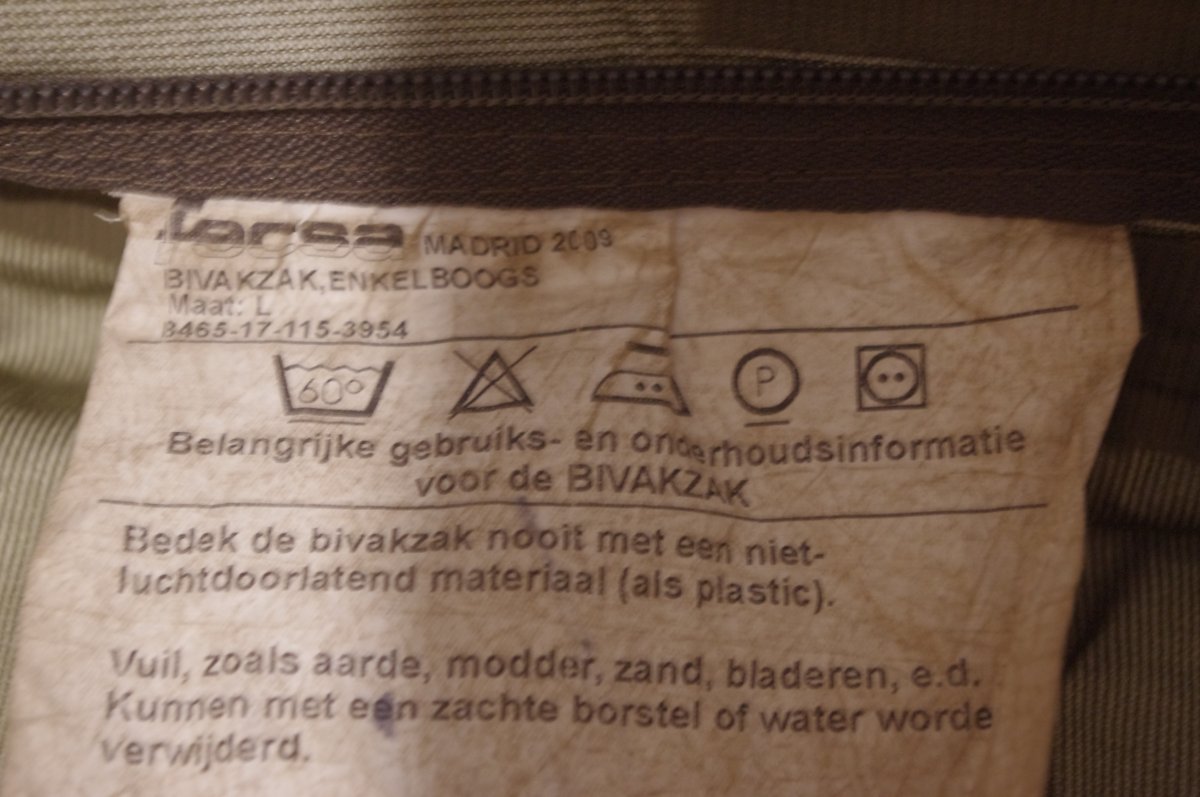 MADRID 2009
BIVAKZAK,ENKELBOOGS
Maat: L
8465-17-115-3954
60°
P
Belangrijke gebruiks- en onderhoudsinformatie
voor de BIVAKZAK
Bedek de bivakzak nooit met een niet-
luchtdoorlatend materiaal (als plastic).
Vuil, zoals aarde, modder, zand, bladeren, e.d.
Kunnen met een zachte borstel of water worde
verwijderd.